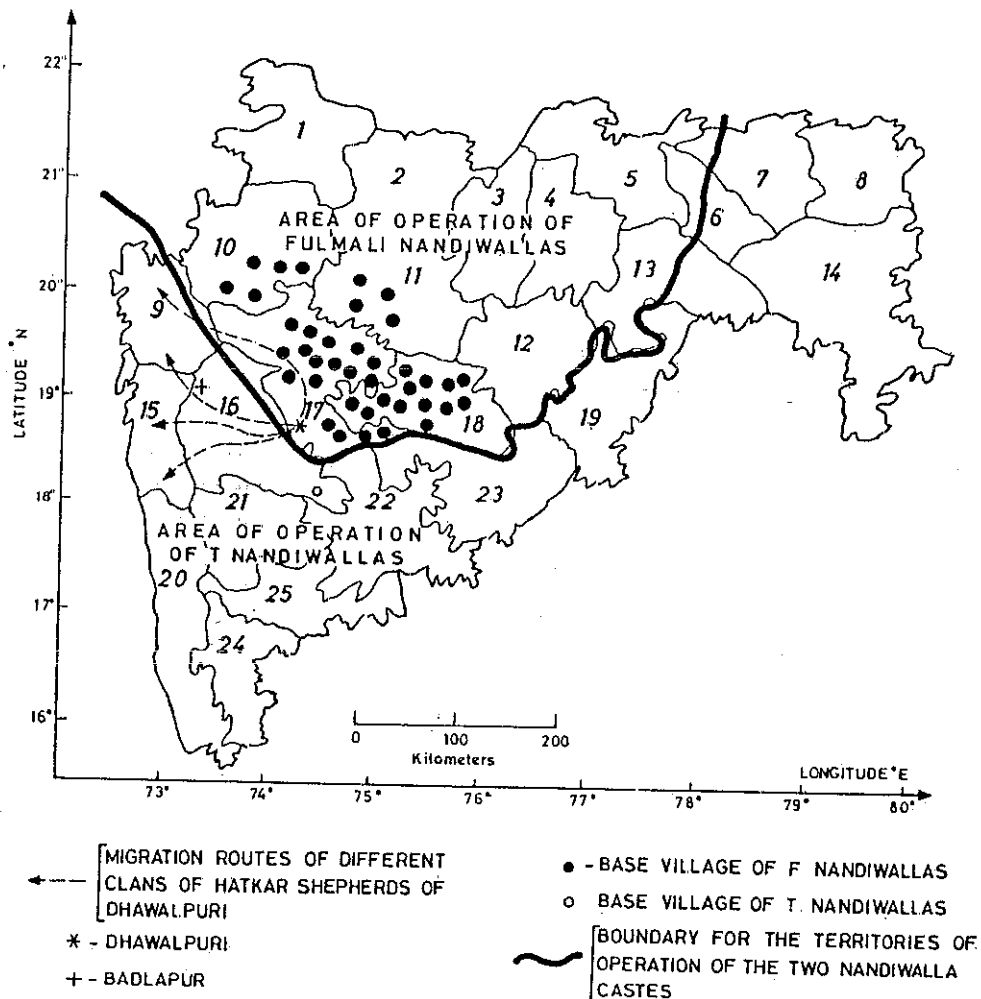 22°
21°
20°
19°
18°
17°
16°
LATITUDE °N
1
2
3
4
5
6
7
8
AREA OF OPERATION OF
FULMALI NANDIWALLAS
10
11
13
14
9
12
15
16
17
18
19
21
22
23
AREA OF OPERATION
OF T NANDIWALLAS
20
25
24
0 100 200
Kilometers
LONGITUDE °E
73° 74° 75° 76° 77° 78° 79° 80°
MIGRATION ROUTES OF DIFFERENT
CLANS OF HATKAR SHEPHERDS OF
DHAWALPURI
* - DHAWALPURI
+ - BADLAPUR
● - BASE VILLAGE OF F NANDIWALLAS
○ BASE VILLAGE OF T. NANDIWALLAS
BOUNDARY FOR THE TERRITORIES OF
OPERATION OF THE TWO NANDIWALLA
CASTES